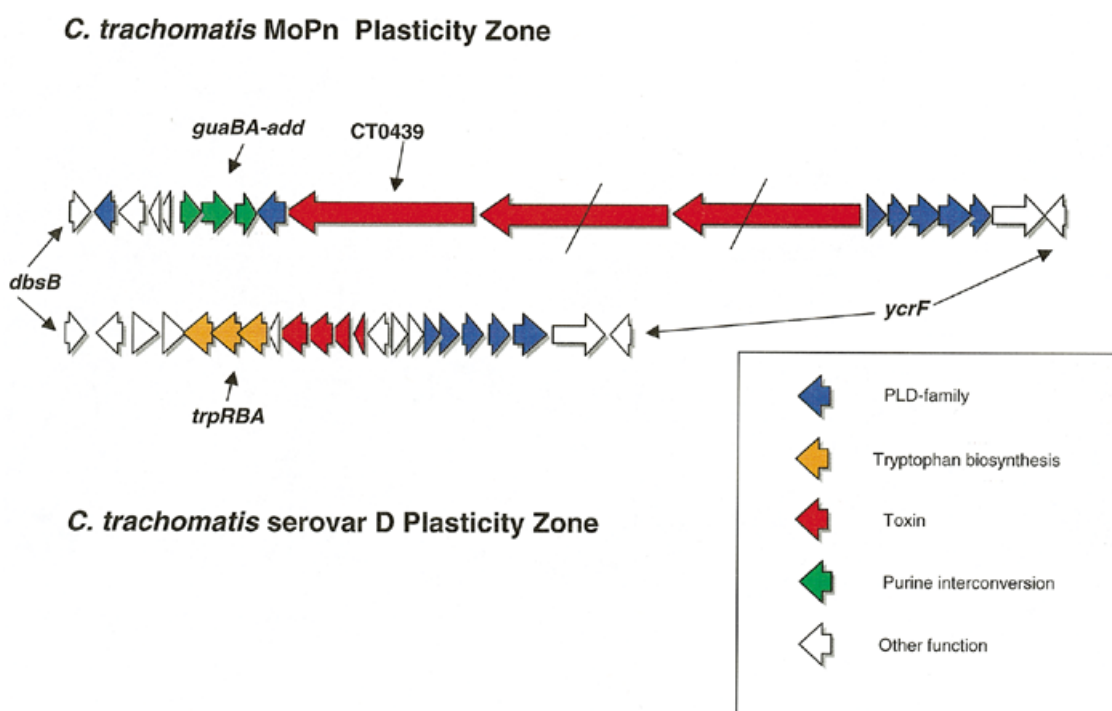 C. trachomatis MoPn Plasticity Zone
guaBA-add
CT0439
dbsB
ycrF
trpRBA
PLD-family
Tryptophan biosynthesis
C. trachomatis serovar D Plasticity Zone
Toxin
Purine interconversion
Other function